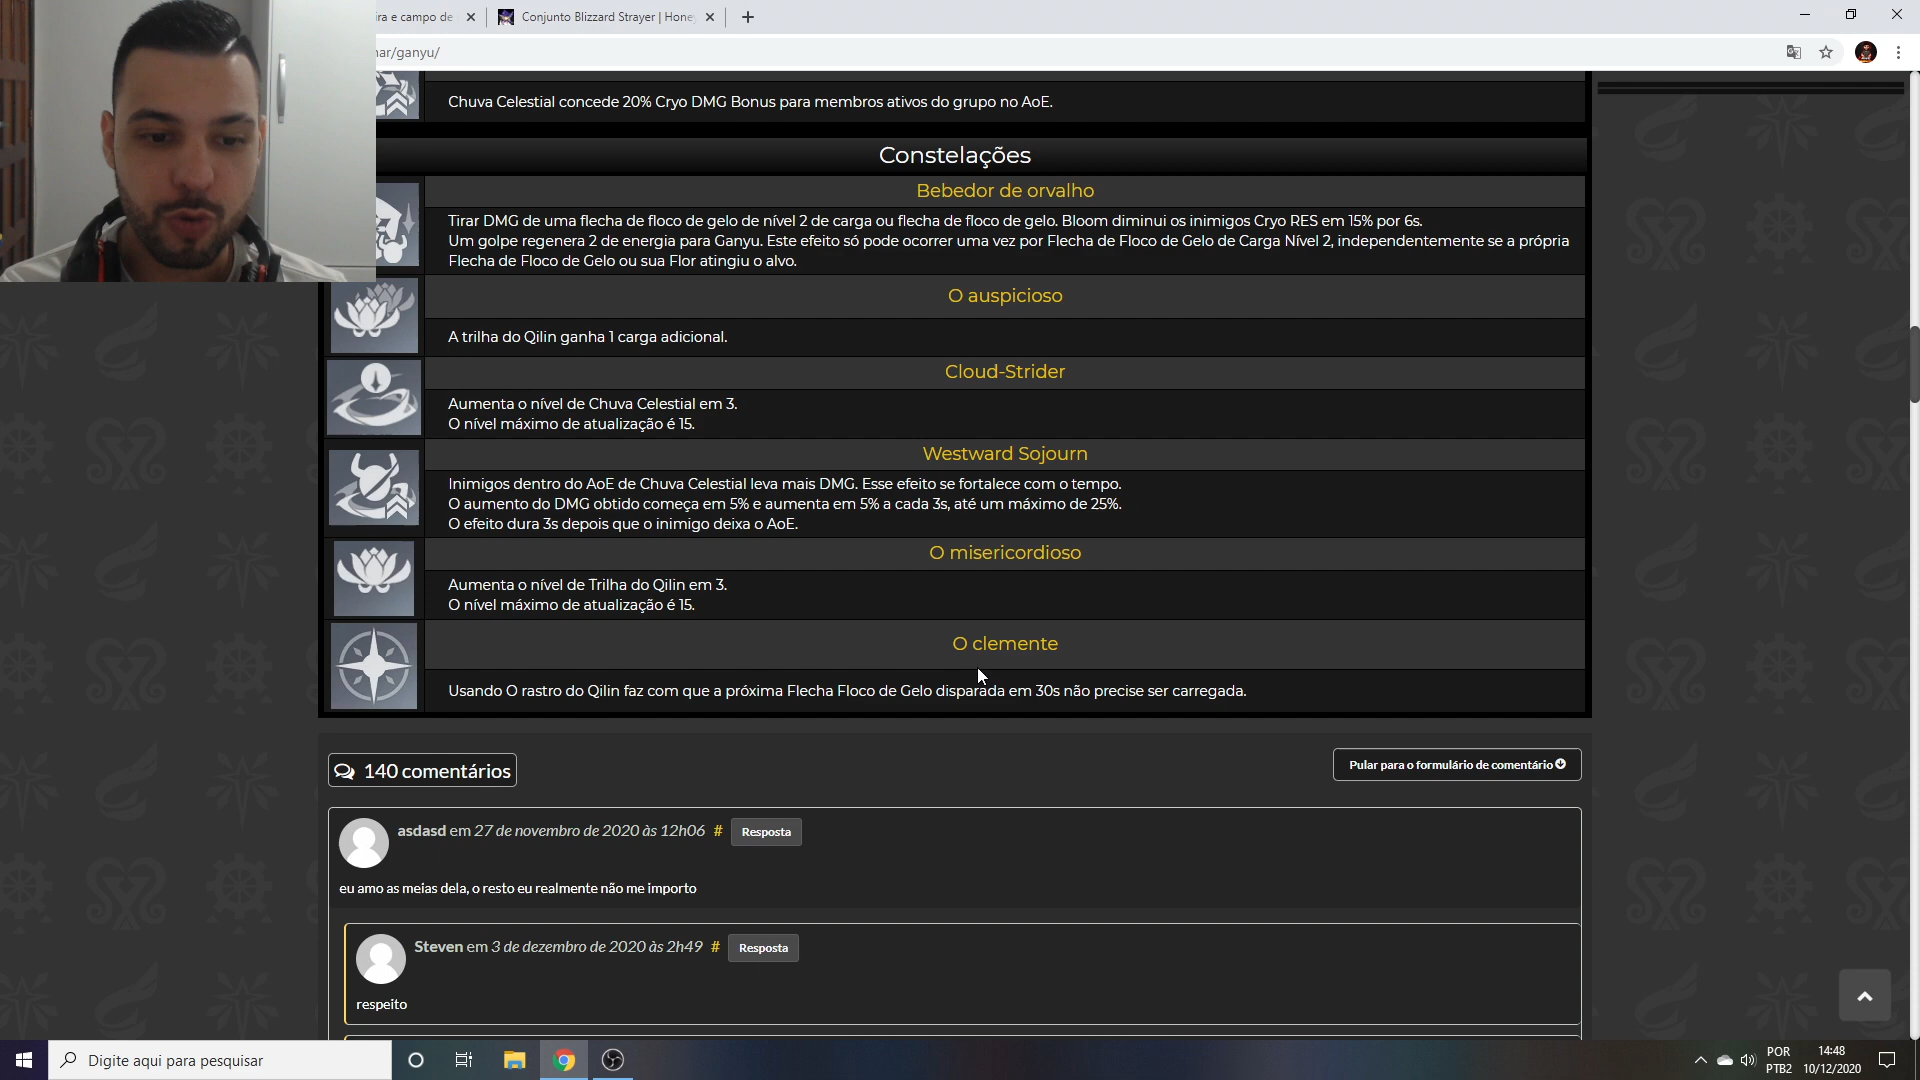 ira e campo de
Conjunto Blizzard Strayer | Hone
nar/ganyu/
Chuva Celestial concede 20% Cryo DMG Bonus para membros ativos do grupo no AoE.
Constelações
Bebedor de orvalho
Tirar DMG de uma flecha de floco de gelo de nível 2 de carga ou flecha de floco de gelo. Bloom diminui os inimigos Cryo RES em 15% por 6s.
Um golpe regenera 2 de energia para Ganyu. Este efeito só pode ocorrer uma vez por Flecha de Floco de Gelo de Carga Nível 2, independentemente se a própria
Flecha de Floco de Gelo ou sua Flor atingiu o alvo.
O auspicioso
A trilha do Qilin ganha 1 carga adicional.
Cloud-Strider
Aumenta o nível de Chuva Celestial em 3.
O nível máximo de atualização é 15.
Westward Sojourn
Inimigos dentro do AoE de Chuva Celestial leva mais DMG. Esse efeito se fortalece com o tempo.
O aumento do DMG obtido começa em 5% e aumenta em 5% a cada 3s, até um máximo de 25%.
O efeito dura 3s depois que o inimigo deixa o AoE.
O misericordioso
Aumenta o nível de Trilha do Qilin em 3.
O nível máximo de atualização é 15.
O clemente
Usando O rastro do Qilin faz com que a próxima Flecha Floco de Gelo disparada em 30s não precise ser carregada.
140 comentários
Pular para o formulário de comentário
asdasd em 27 de novembro de 2020 às 12h06 # Resposta
eu amo as meias dela, o resto eu realmente não me importo
Steven em 3 de dezembro de 2020 às 2h49 # Resposta
respeito
Digite aqui para pesquisar
POR
PTB2
14:48
10/12/2020